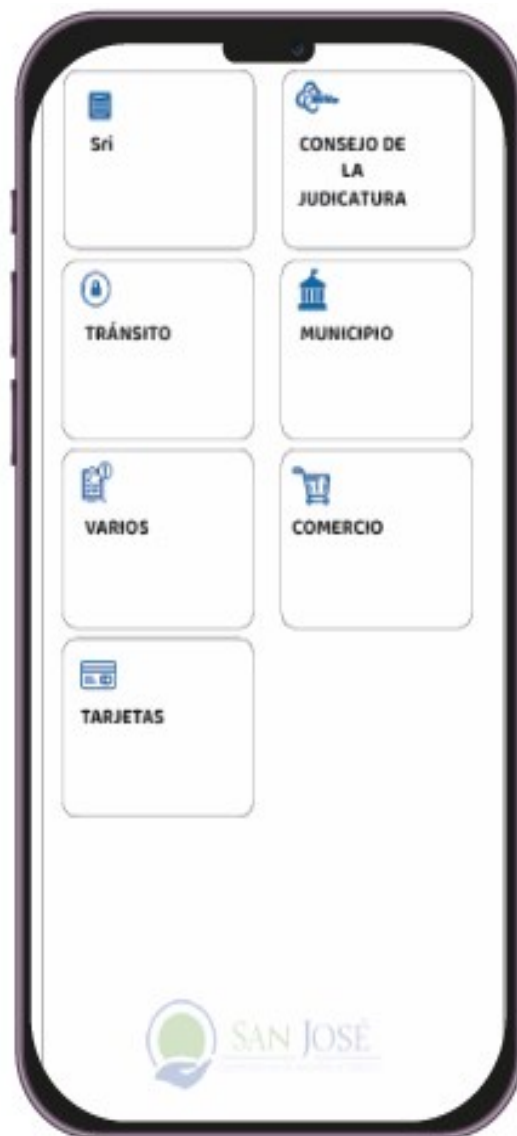 Sri
CONSEJO DE
LA
JUDICATURA
TRÁNSITO
MUNICIPIO
VARIOS
COMERCIO
TARJETAS
SAN JOSÉ